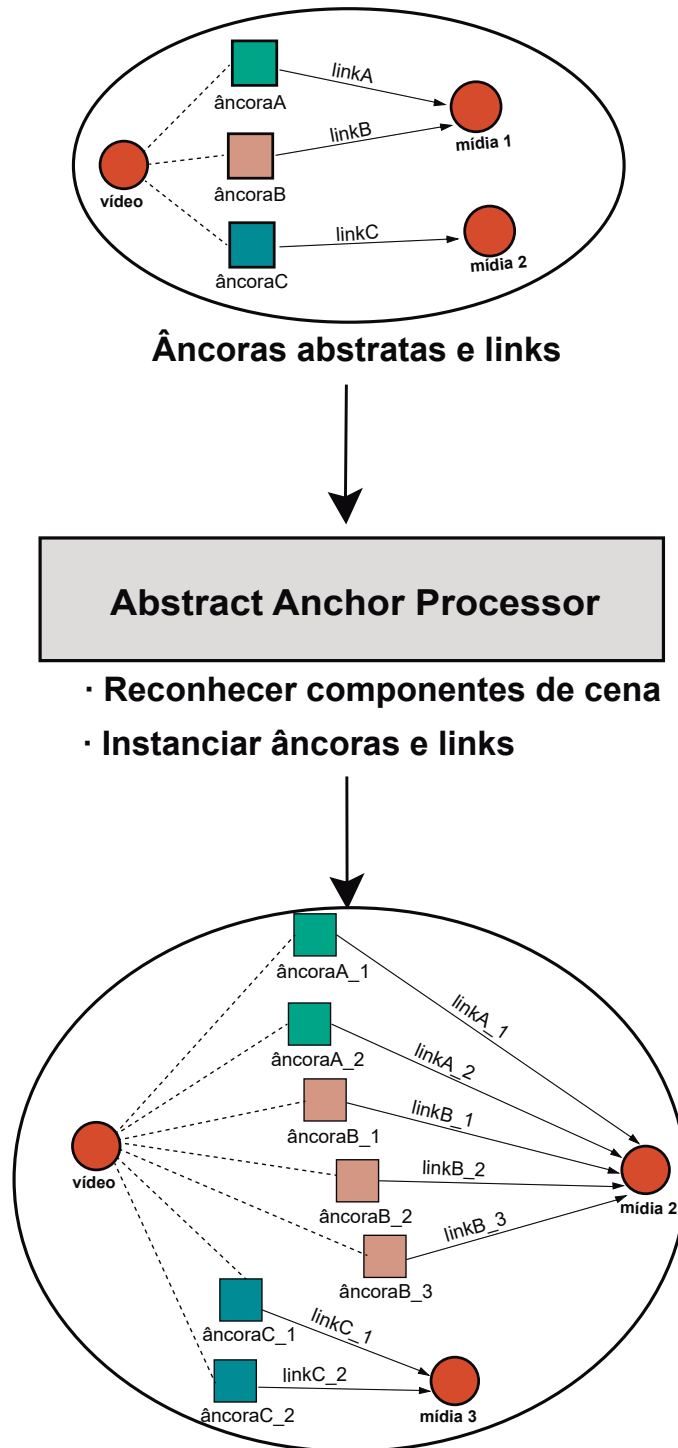 linkA
âncoraA
linkB
mídia 1
vídeo
âncoraB
linkC
mídia 2
âncoraC
Âncoras abstratas e links
Abstract Anchor Processor
· Reconhecer componentes de cena
· Instanciar âncoras e links
âncoraA_1
linkA_1
âncoraA_2
linkA_2
linkB_1
âncoraB_1
linkB_2
vídeo
mídia 2
âncoraB_2
linkB_3
âncoraB_3
linkC_1
âncoraC_1
linkC_2
âncoraC_2
mídia 3